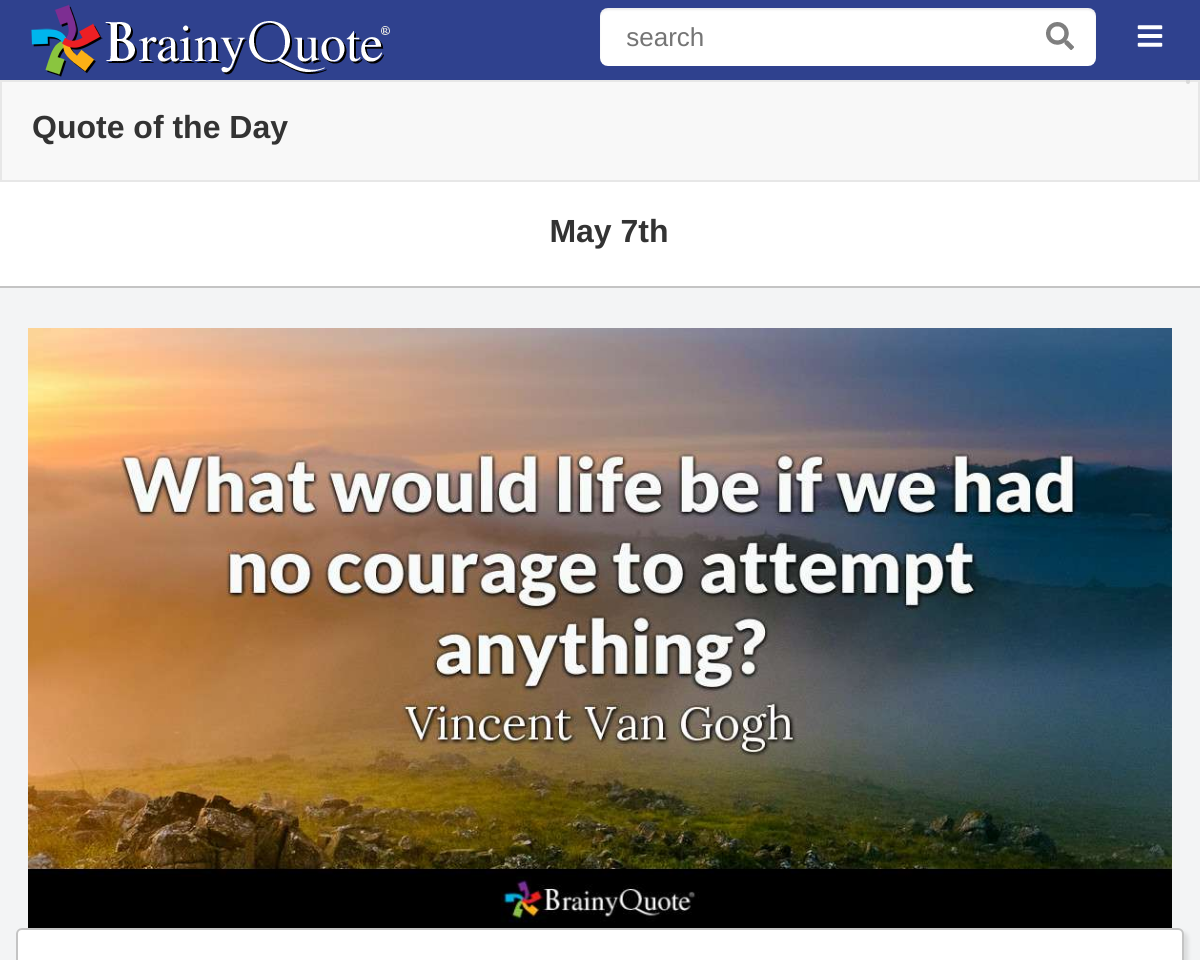 BrainyQuote®
search
Quote of the Day
May 7th
What would life be if we had
no courage to attempt
anything?
Vincent Van Gogh
BrainyQuote®